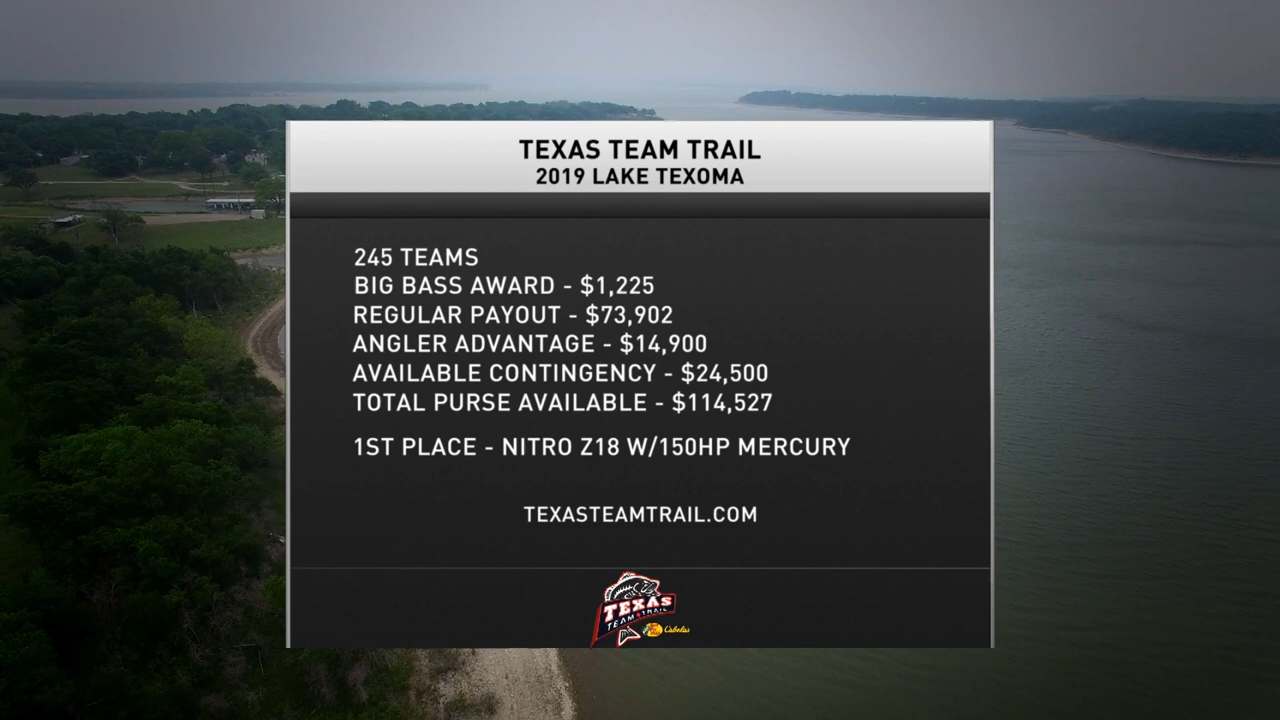 TEXAS TEAM TRAIL
2019 LAKE TEXOMA
245 TEAMS
BIG BASS AWARD - $1,225
REGULAR PAYOUT - $73,902
ANGLER ADVANTAGE - $14,900
AVAILABLE CONTINGENCY - $24,500
TOTAL PURSE AVAILABLE - $114,527
1ST PLACE - NITRO Z18 W/150HP MERCURY
TEXASTEAMTRAIL.COM
TEXAS
TEAM TRAIL
Cabela's